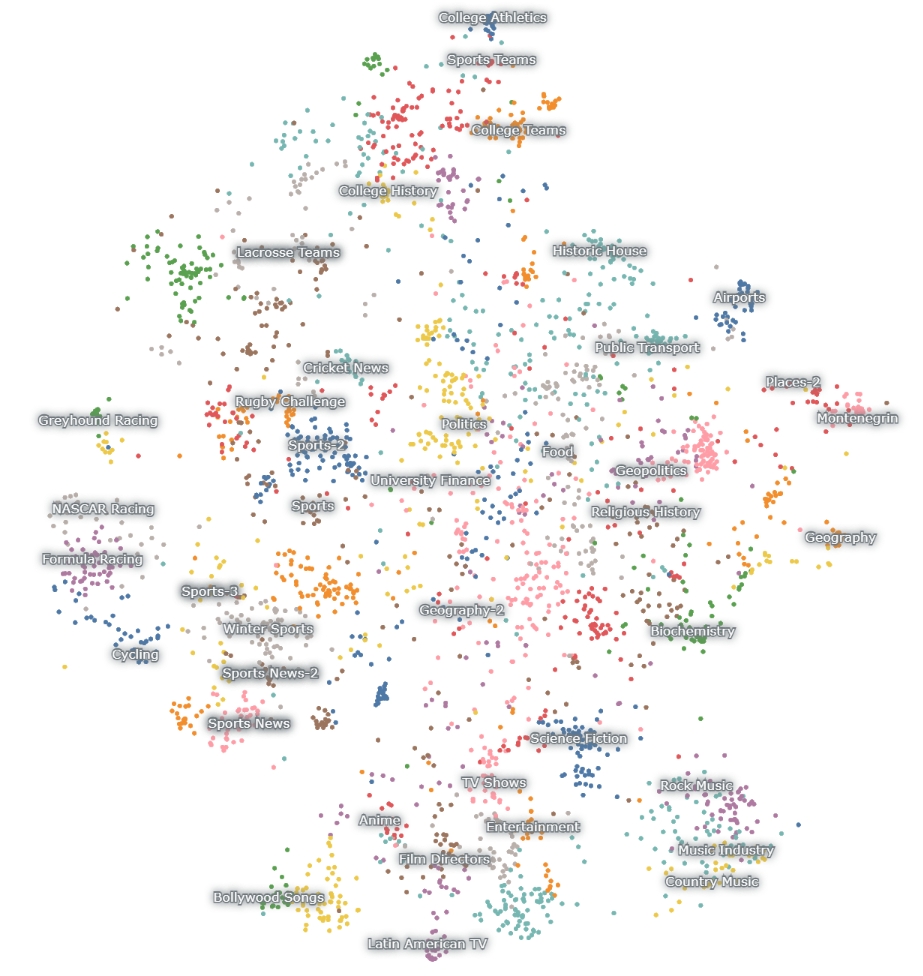 College Athletics
Sports Teams
College Teams
College History
Lacrosse Teams
Historic House
Airports
Public Transport
Cricket News
Places-2
Rugby Challenge
Greyhound Racing
Montenegrin
Politics
Sports-2
Food
Geopolitics
University Finance
Sports
NASCAR Racing
Religious History
Geography
Formula Racing
Sports-3
Geography-2
Winter Sports
Biochemistry
Cycling
Sports News-2
Sports News
Science Fiction
TV Shows
Rock Music
Anime
Entertainment
Music Industry
Film Directors
Country Music
Bollywood Songs
Latin American TV